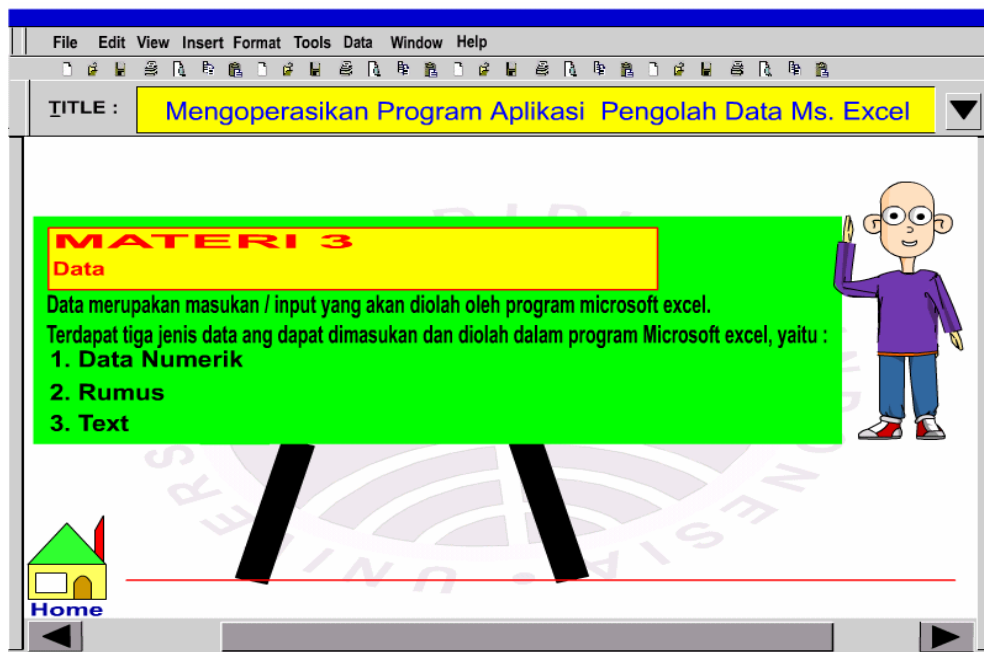 File Edit View Insert Format Tools Data Window Help
TITLE : Mengoperasikan Program Aplikasi Pengolah Data Ms. Excel
MATERI 3
Data
Data merupakan masukan / input yang akan diolah oleh program microsoft excel.
Terdapat tiga jenis data ang dapat dimasukan dan diolah dalam program Microsoft excel, yaitu :
1. Data Numerik
2. Rumus
3. Text
Home